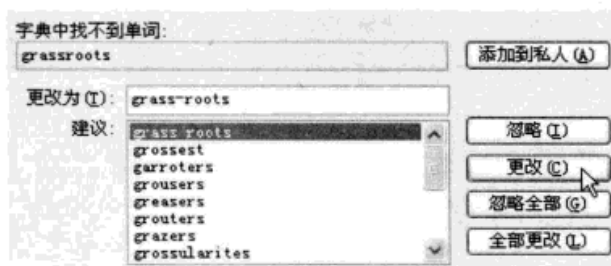 字典中找不到单词:
grassroots
添加到私人(A)
更改为(T):
grass-roots
建议:
grass roots
grossest
garroters
grousers
greasers
grouters
grazers
grossularites
忽略(I)
更改(C)
忽略全部(G)
全部更改(L)